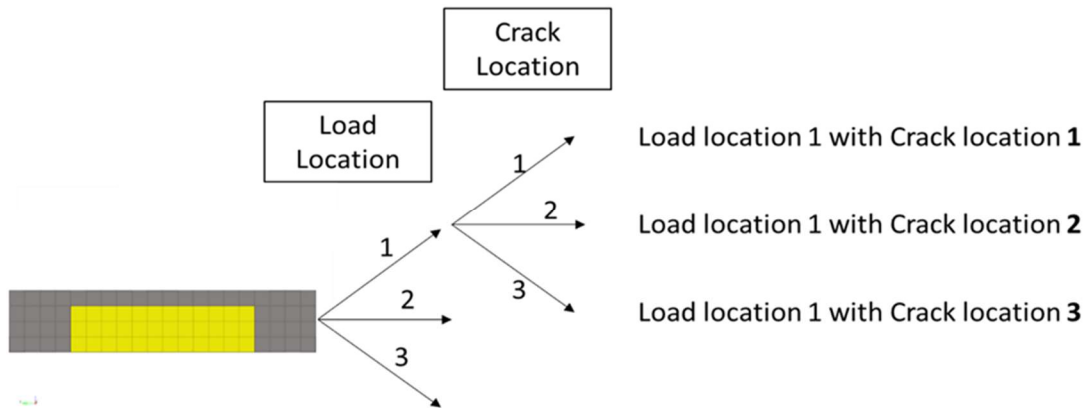 Crack
Location
Load
Location
1
Load location 1 with Crack location 1
2
Load location 1 with Crack location 2
3
Load location 1 with Crack location 3
1
2
3